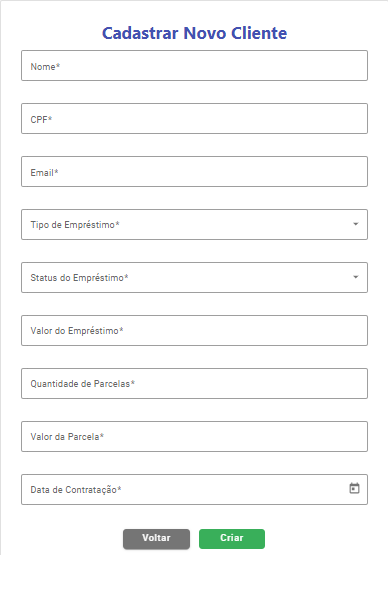 Cadastrar Novo Cliente
Nome*
CPF*
Email*
Tipo de Empréstimo*
Status do Empréstimo*
Valor do Empréstimo*
Quantidade de Parcelas*
Valor da Parcela*
Data de Contratação*
Voltar Criar